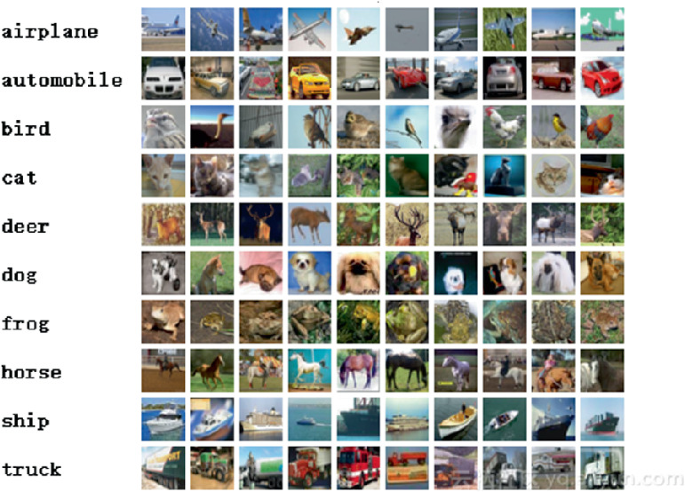 airplane
automobile
bird
cat
deer
dog
frog
horse
ship
truck